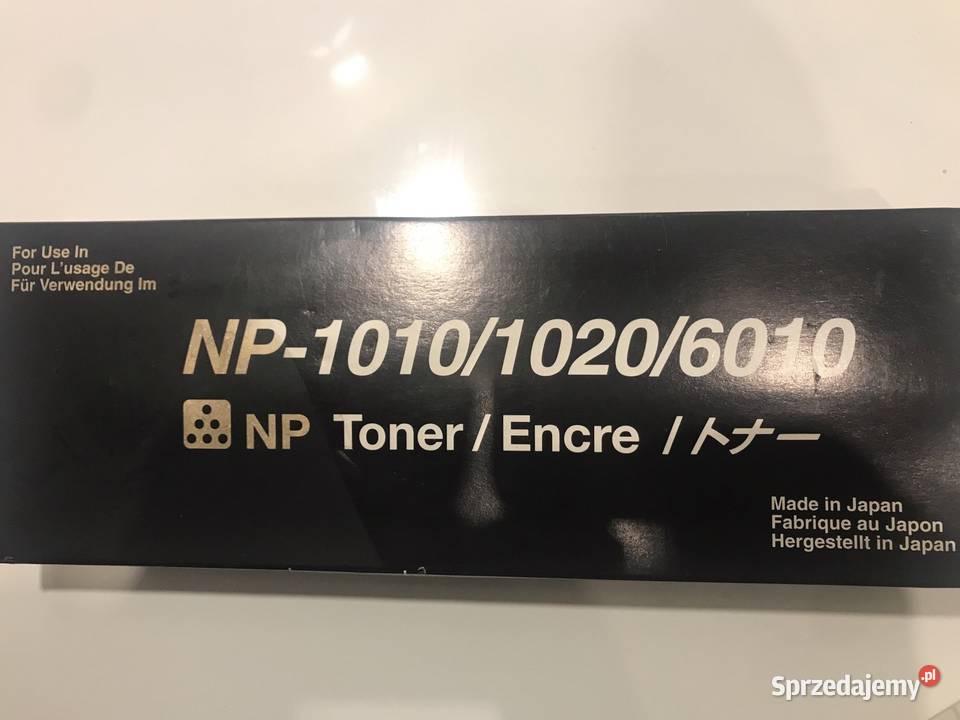 For Use In
Pour L'usage De
Für Verwendung Im
NP-1010/1020/6010
NP Toner / Encre / トナー
Made in Japan
Fabrique au Japon
Hergestellt in Japan
Sprzedajemy.pl